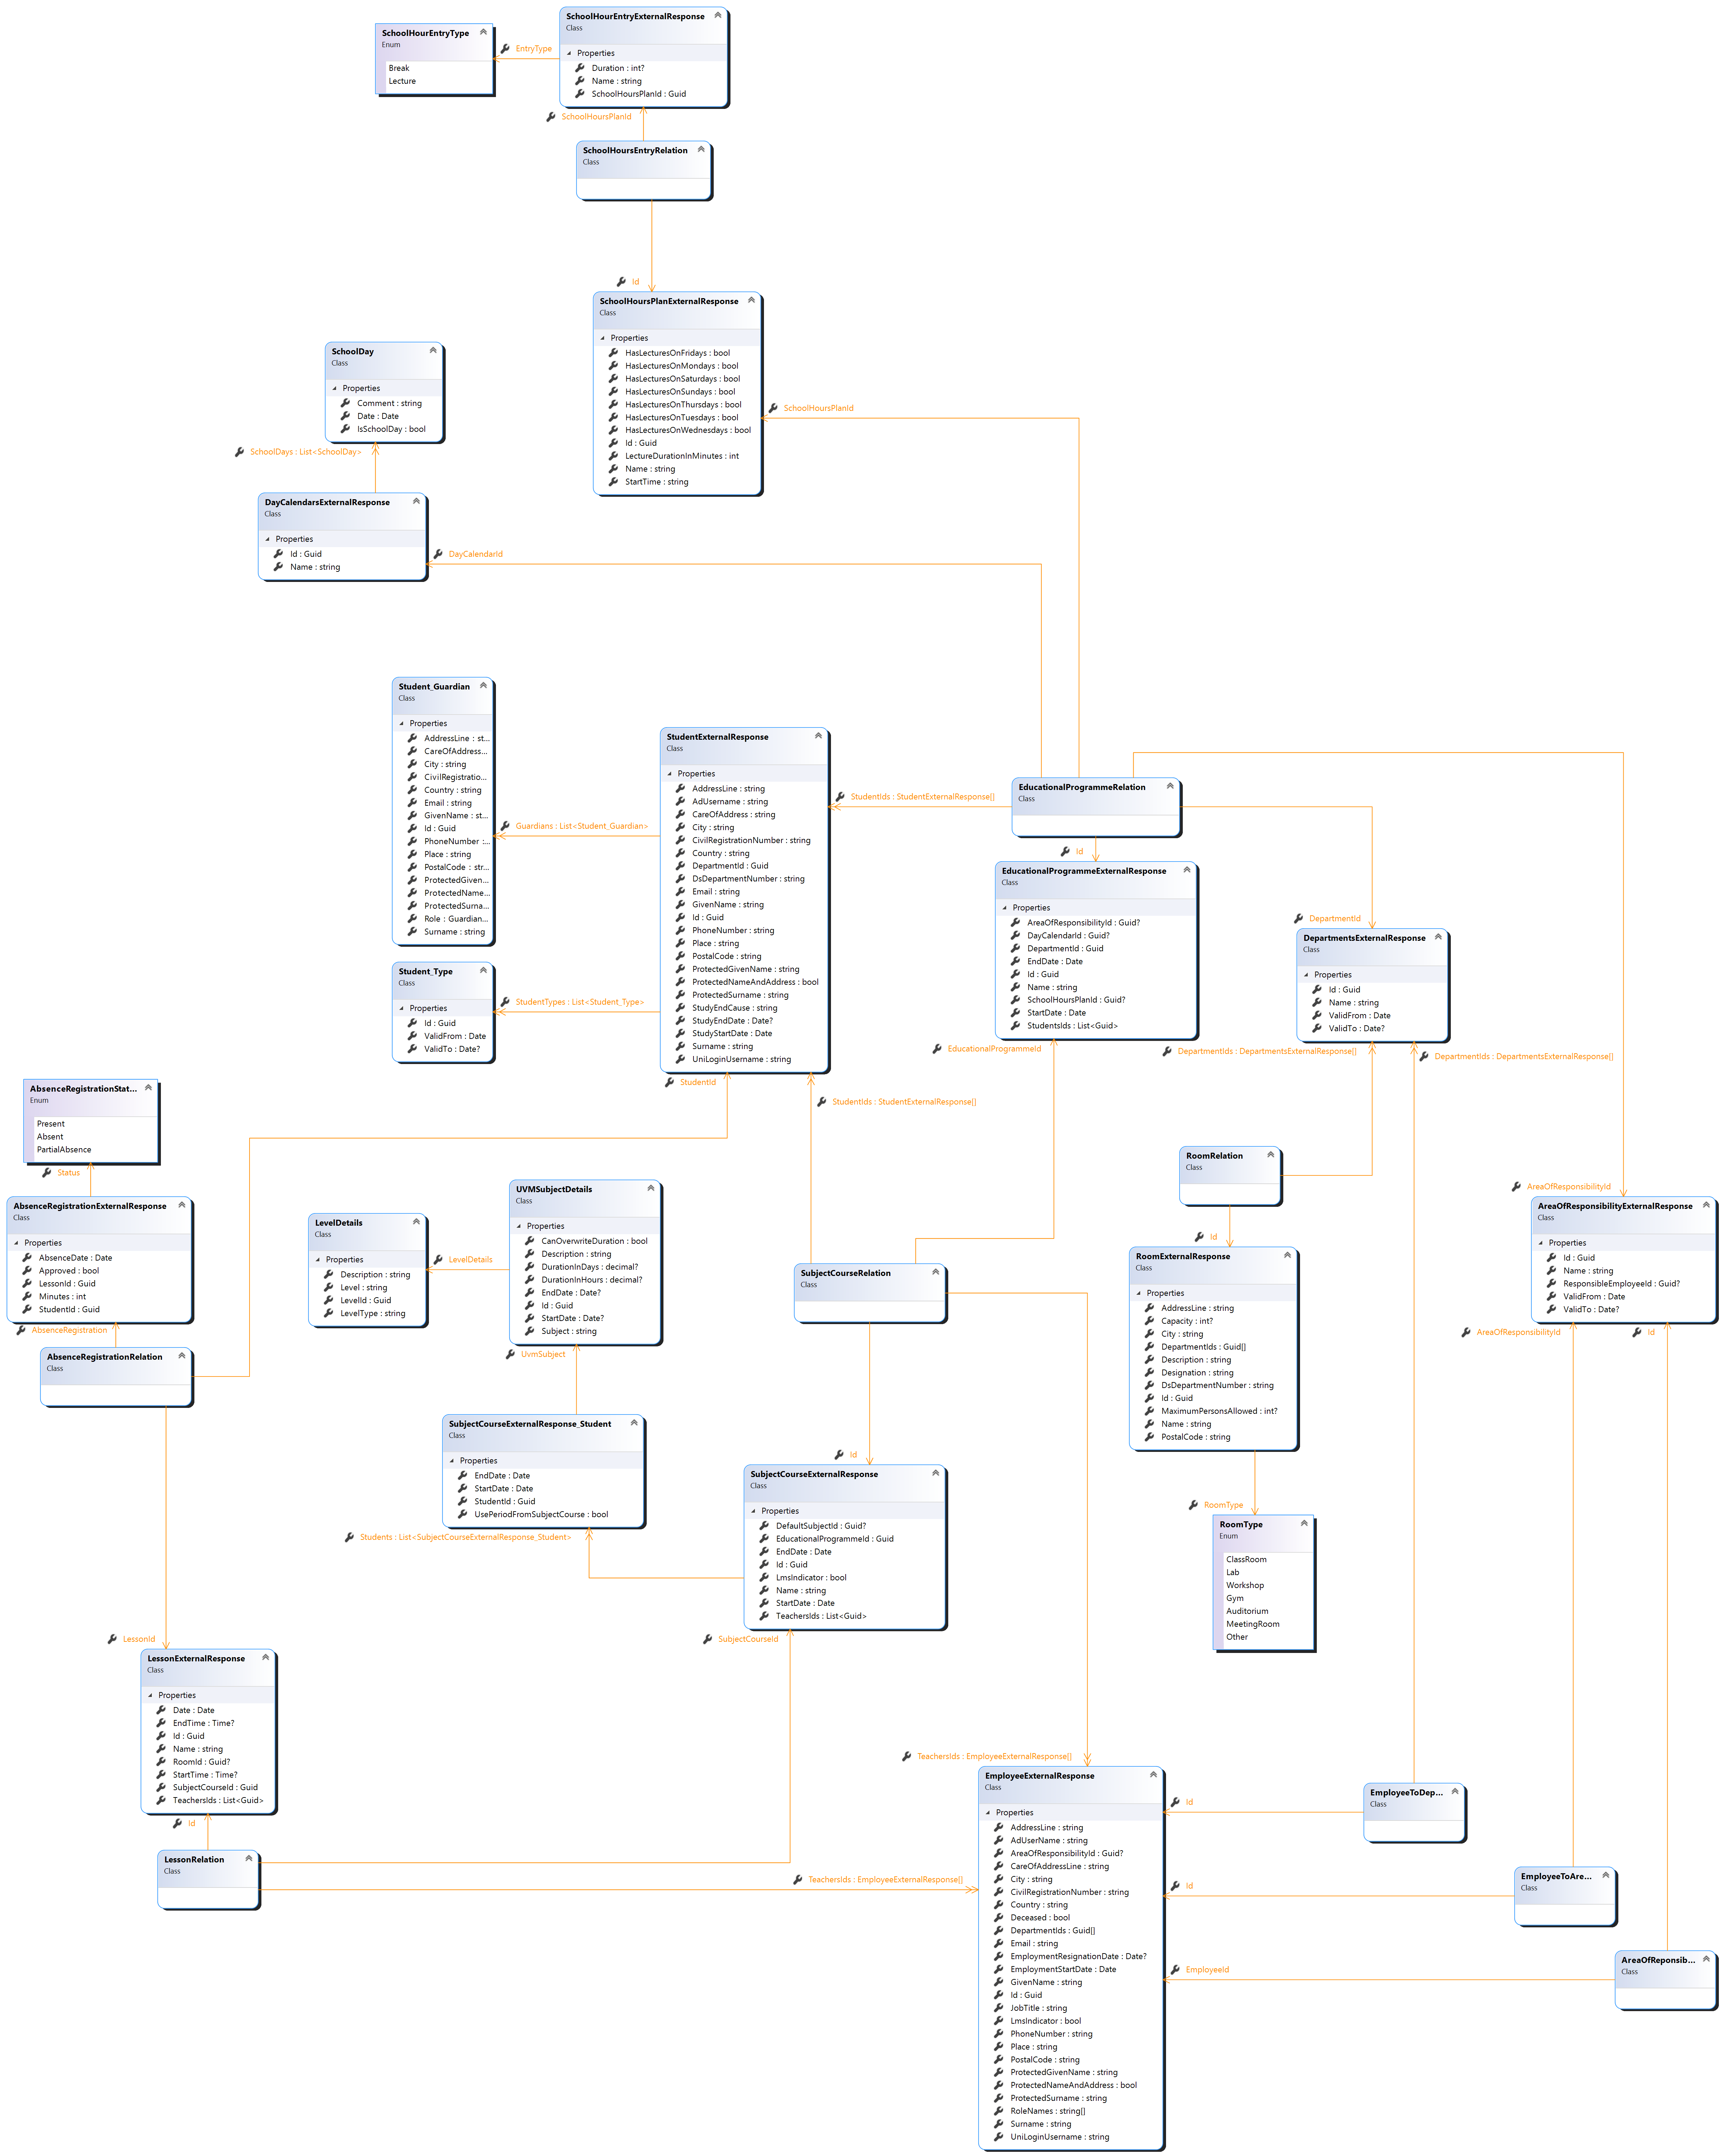 SchoolHourEntryExternalResponse
Class
Properties
Duration : int?
Name : string
SchoolHoursPlanId : Guid
SchoolHourEntryType
Enum
Break
Lecture
EntryType
SchoolHoursPlanId
SchoolHoursEntryRelation
Class
Id
SchoolHoursPlanExternalResponse
Class
Properties
HasLecturesOnFridays : bool
HasLecturesOnMondays : bool
HasLecturesOnSaturdays : bool
HasLecturesOnSundays : bool
HasLecturesOnThursdays : bool
HasLecturesOnTuesdays : bool
HasLecturesOnWednesdays : bool
Id : Guid
LectureDurationInMinutes : int
Name : string
StartTime : string
SchoolHoursPlanId
SchoolDay
Class
Properties
Comment : string
Date : Date
IsSchoolDay : bool
SchoolDays : List<SchoolDay>
DayCalendarsExternalResponse
Class
Properties
Id : Guid
Name : string
DayCalendarId
Student_Guardian
Class
Properties
AddressLine : st...
CareOfAddress...
City : string
CivilRegistratio...
Country : string
Email : string
GivenName : st...
Id : Guid
PhoneNumber :...
Place : string
PostalCode : str...
ProtectedGiven...
ProtectedName...
ProtectedSurna...
Role : Guardian...
Surname : string
Guardians : List<Student_Guardian>
Student_Type
Class
Properties
Id : Guid
ValidFrom : Date
ValidTo : Date?
StudentTypes : List<Student_Type>
StudentExternalResponse
Class
Properties
AddressLine : string
AdUsername : string
CareOfAddress : string
City : string
CivilRegistrationNumber : string
Country : string
DepartmentId : Guid
DsDepartmentNumber : string
Email : string
GivenName : string
Id : Guid
PhoneNumber : string
Place : string
PostalCode : string
ProtectedGivenName : string
ProtectedNameAndAddress : bool
ProtectedSurname : string
StudyEndCause : string
StudyEndDate : Date?
StudyStartDate : Date
Surname : string
UniLoginUsername : string
StudentIds : StudentExternalResponse[]
EducationalProgrammeRelation
Class
Id
EducationalProgrammeExternalResponse
Class
Properties
AreaOfResponsibilityId : Guid?
DayCalendarId : Guid?
DepartmentId : Guid
EndDate : Date
Id : Guid
Name : string
SchoolHoursPlanId : Guid?
StartDate : Date
StudentsIds : List<Guid>
EducationalProgrammeId
DepartmentId
DepartmentsExternalResponse
Class
Properties
Id : Guid
Name : string
ValidFrom : Date
ValidTo : Date?
DepartmentIds : DepartmentsExternalResponse[]
DepartmentIds : DepartmentsExternalResponse[]
StudentId
StudentIds : StudentExternalResponse[]
AbsenceRegistrationStat...
Enum
Present
Absent
PartialAbsence
Status
AbsenceRegistrationExternalResponse
Class
Properties
AbsenceDate : Date
Approved : bool
LessonId : Guid
Minutes : int
StudentId : Guid
AbsenceRegistration
AbsenceRegistrationRelation
Class
LevelDetails
Class
Properties
Description : string
Level : string
LevelId : Guid
LevelType : string
LevelDetails
UVMSubjectDetails
Class
Properties
CanOverwriteDuration : bool
Description : string
DurationInDays : decimal?
DurationInHours : decimal?
EndDate : Date?
Id : Guid
StartDate : Date?
Subject : string
UvmSubject
SubjectCourseRelation
Class
RoomRelation
Class
Id
RoomExternalResponse
Class
Properties
AddressLine : string
Capacity : int?
City : string
DepartmentIds : Guid[]
Description : string
Designation : string
DsDepartmentNumber : string
Id : Guid
MaximumPersonsAllowed : int?
Name : string
PostalCode : string
RoomType
RoomType
Enum
ClassRoom
Lab
Workshop
Gym
Auditorium
MeetingRoom
Other
AreaOfResponsibilityId
AreaOfResponsibilityExternalResponse
Class
Properties
Id : Guid
Name : string
ResponsibleEmployeeId : Guid?
ValidFrom : Date
ValidTo : Date?
AreaOfResponsibilityId
Id
SubjectCourseExternalResponse_Student
Class
Properties
EndDate : Date
StartDate : Date
StudentId : Guid
UsePeriodFromSubjectCourse : bool
Students : List<SubjectCourseExternalResponse_Student>
Id
SubjectCourseExternalResponse
Class
Properties
DefaultSubjectId : Guid?
EducationalProgrammeId : Guid
EndDate : Date
Id : Guid
LmsIndicator : bool
Name : string
StartDate : Date
TeachersIds : List<Guid>
SubjectCourseId
LessonId
LessonExternalResponse
Class
Properties
Date : Date
EndTime : Time?
Id : Guid
Name : string
RoomId : Guid?
StartTime : Time?
SubjectCourseId : Guid
TeachersIds : List<Guid>
Id
LessonRelation
Class
TeachersIds : EmployeeExternalResponse[]
TeachersIds : EmployeeExternalResponse[]
EmployeeExternalResponse
Class
Properties
AddressLine : string
AdUserName : string
AreaOfResponsibilityId : Guid?
CareOfAddressLine : string
City : string
CivilRegistrationNumber : string
Country : string
Deceased : bool
DepartmentIds : Guid[]
Email : string
EmploymentResignationDate : Date?
EmploymentStartDate : Date
GivenName : string
Id : Guid
JobTitle : string
LmsIndicator : bool
PhoneNumber : string
Place : string
PostalCode : string
ProtectedGivenName : string
ProtectedNameAndAddress : bool
ProtectedSurname : string
RoleNames : string[]
Surname : string
UniLoginUsername : string
Id
EmployeeToDep...
Class
Id
EmployeeToAre...
Class
EmployeeId
AreaOfReponsib...
Class